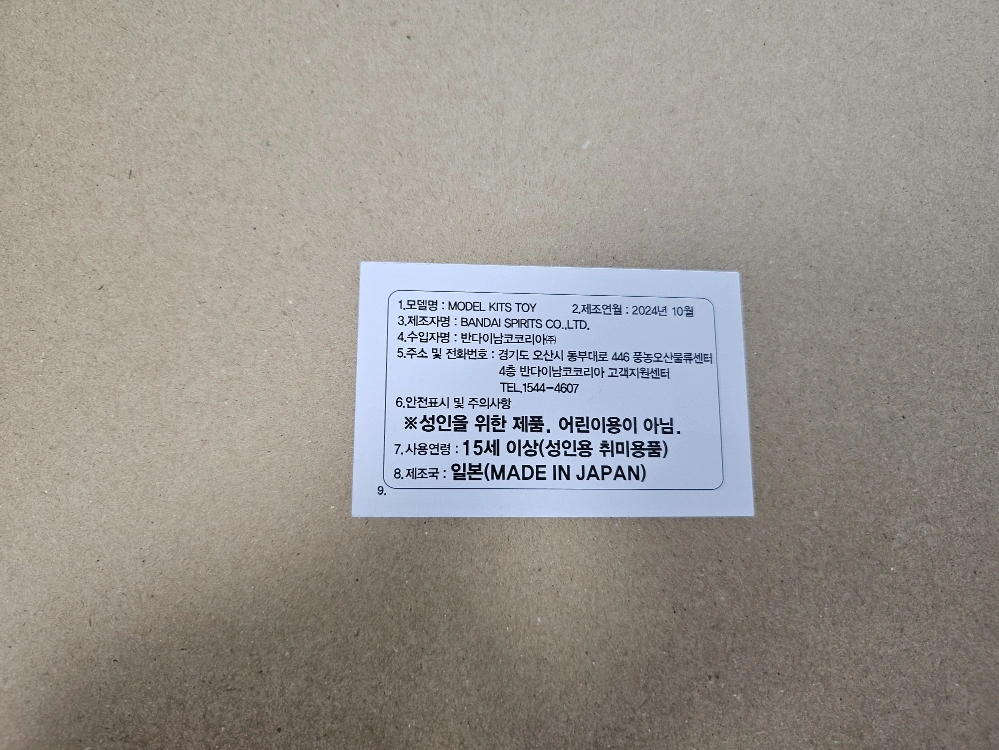 1.모델명 : MODEL KITS TOY 2.제조연월 : 2024년 10월
3.제조자명 : BANDAI SPIRITS CO.,LTD.
4.수입자명 : 반다이남코코리아㈜
5.주소 및 전화번호 : 경기도 오산시 동부대로 446 풍농오산물류센터
4층 반다이남코코리아 고객지원센터
TEL.1544-4607
6.안전표시 및 주의사항
※성인을 위한 제품. 어린이용이 아님.
7.사용연령 : 15세 이상(성인용 취미용품)
8.제조국 : 일본(MADE IN JAPAN)
9.